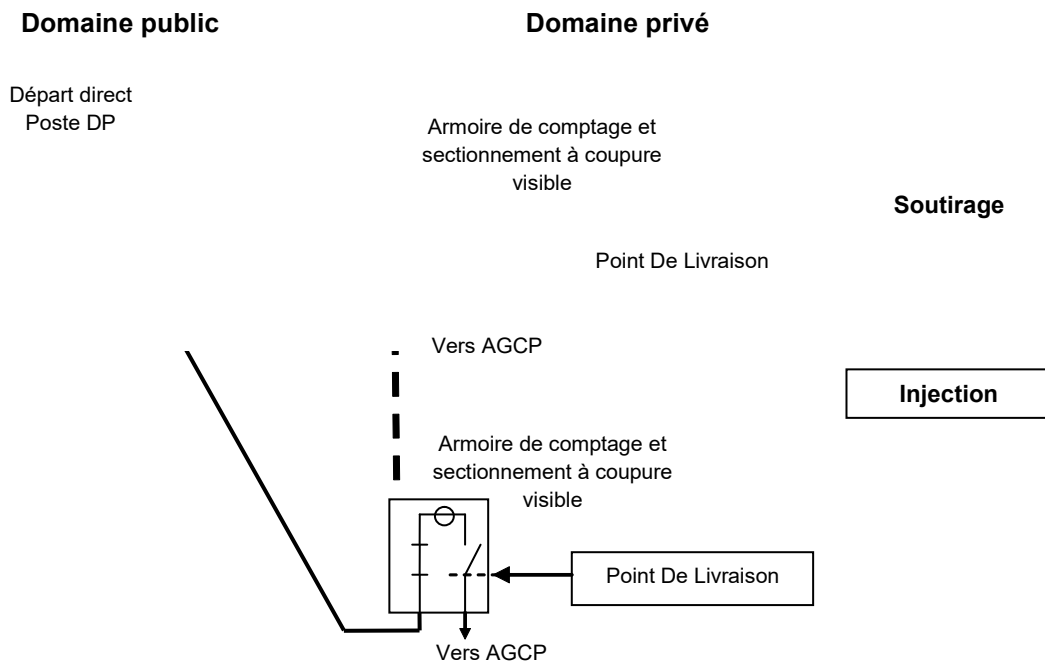 Domaine public
Domaine privé
Départ direct
Poste DP
Armoire de comptage et
sectionnement à coupure
visible
Soutirage
Point De Livraison
Vers AGCP
Injection
Armoire de comptage et
sectionnement à coupure
visible
Point De Livraison
Vers AGCP